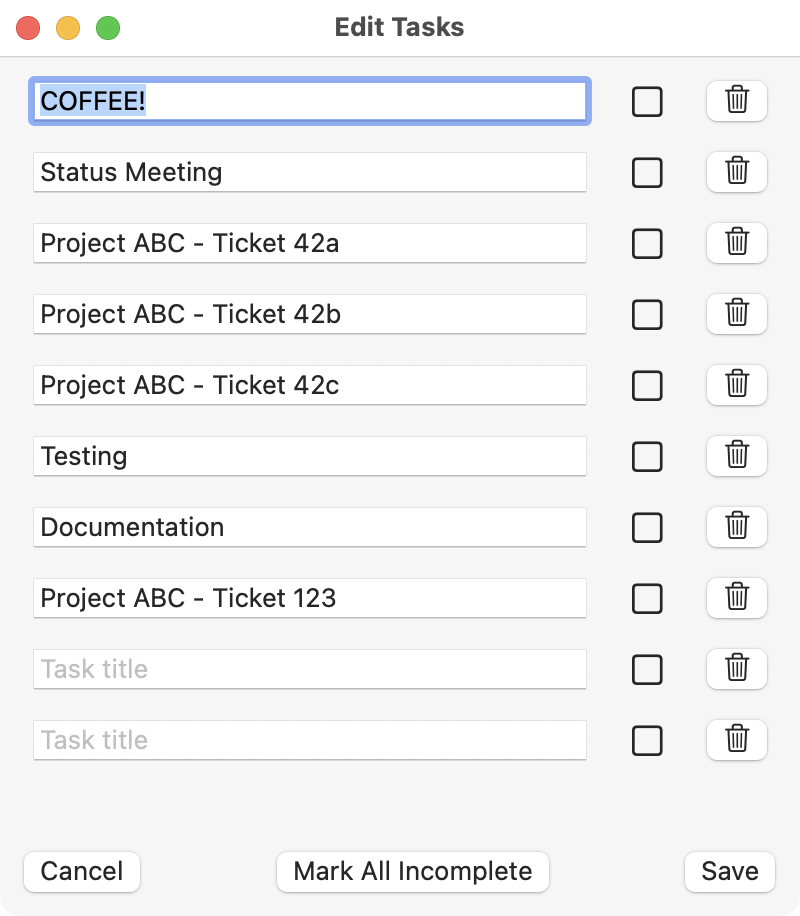 Edit Tasks
COFFEE!
Status Meeting
Project ABC - Ticket 42a
Project ABC - Ticket 42b
Project ABC - Ticket 42c
Testing
Documentation
Project ABC - Ticket 123
Task title
Task title
Cancel Mark All Incomplete Save